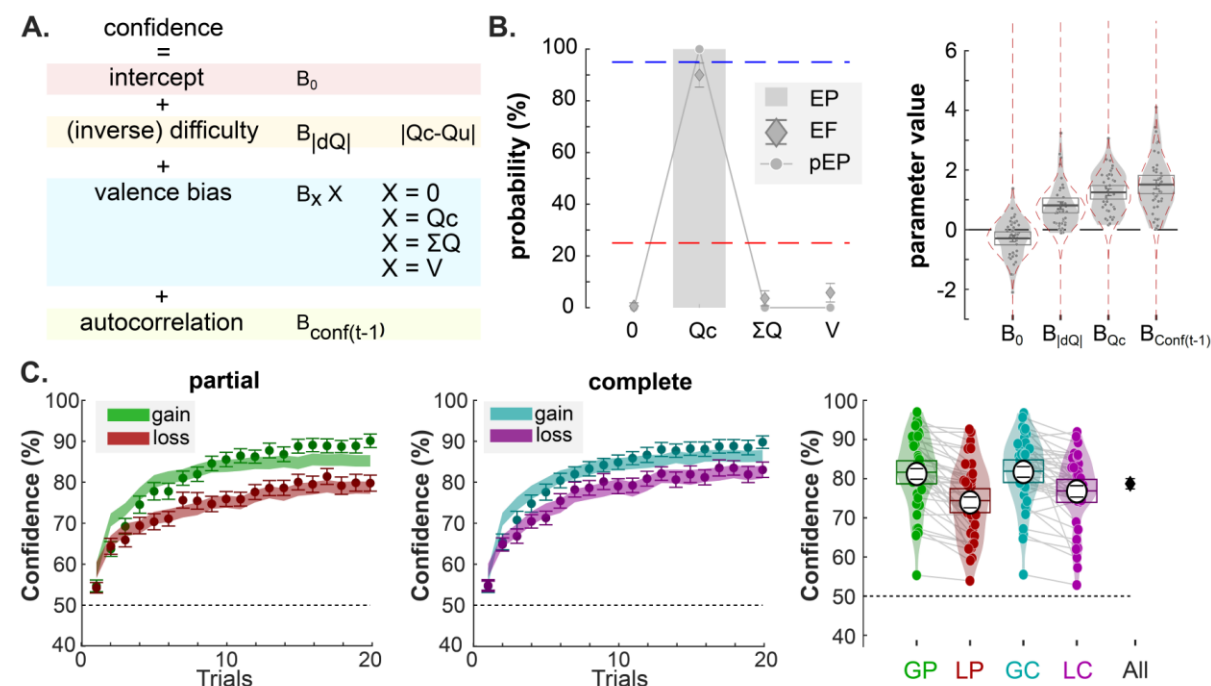 A.
confidence
=
intercept B₀
+
(inverse) difficulty B|dQ| |Qc-Qu|
+
valence bias Bₓ X X = 0
X = Qc
X = ΣQ
X = V
+
autocorrelation Bconf(t-1)
B.
probability (%)
100
80
60
40
20
0
EP
EF
pEP
0 Qc ΣQ V
parameter value
6
4
2
0
-2
B₀ B|dQ| BQc BConf(t-1)
C.
partial
Confidence (%)
100
90
80
70
60
50
40
gain
loss
0 10 20
Trials
complete
Confidence (%)
100
90
80
70
60
50
40
gain
loss
0 10 20
Trials
Confidence (%)
100
90
80
70
60
50
40
GP LP GC LC All